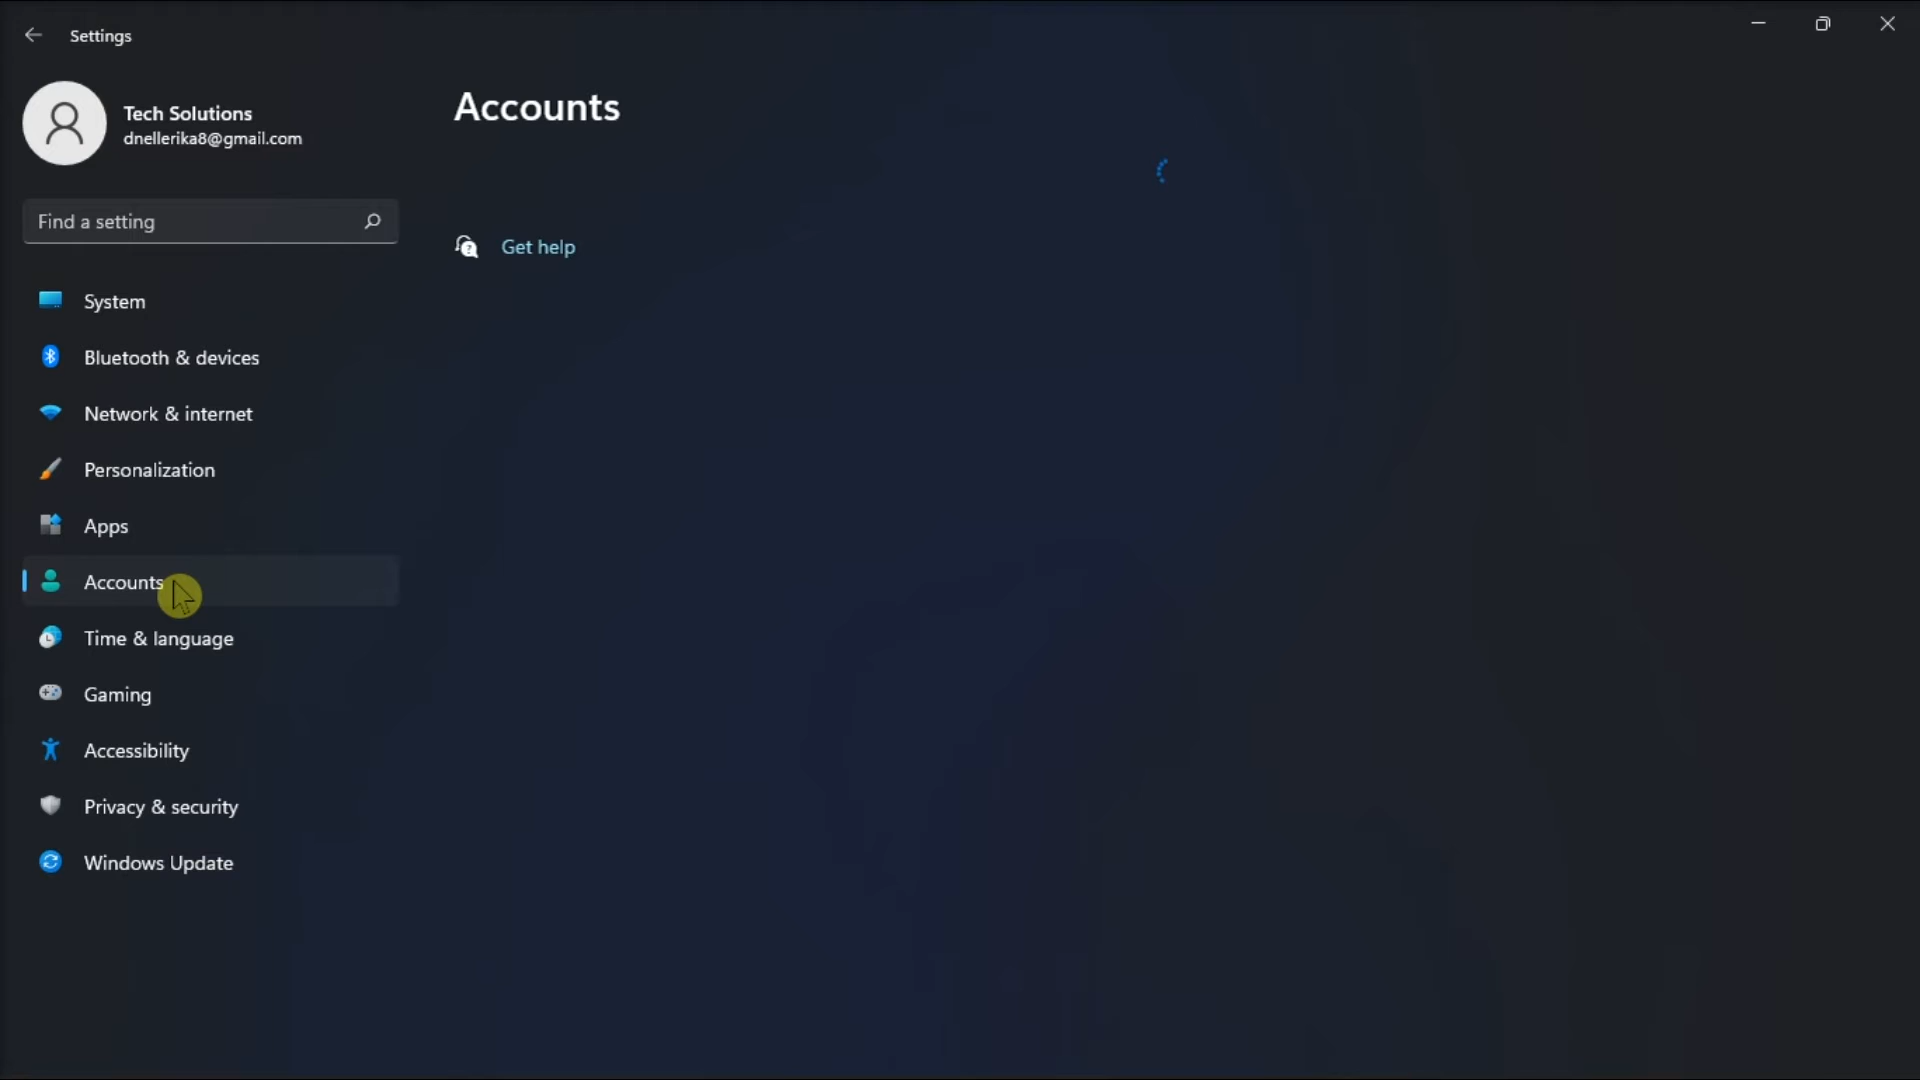 Settings
Tech Solutions
dnellerika8@gmail.com
Find a setting
System
Bluetooth & devices
Network & internet
Personalization
Apps
Accounts
Time & language
Gaming
Accessibility
Privacy & security
Windows Update
Accounts
Get help